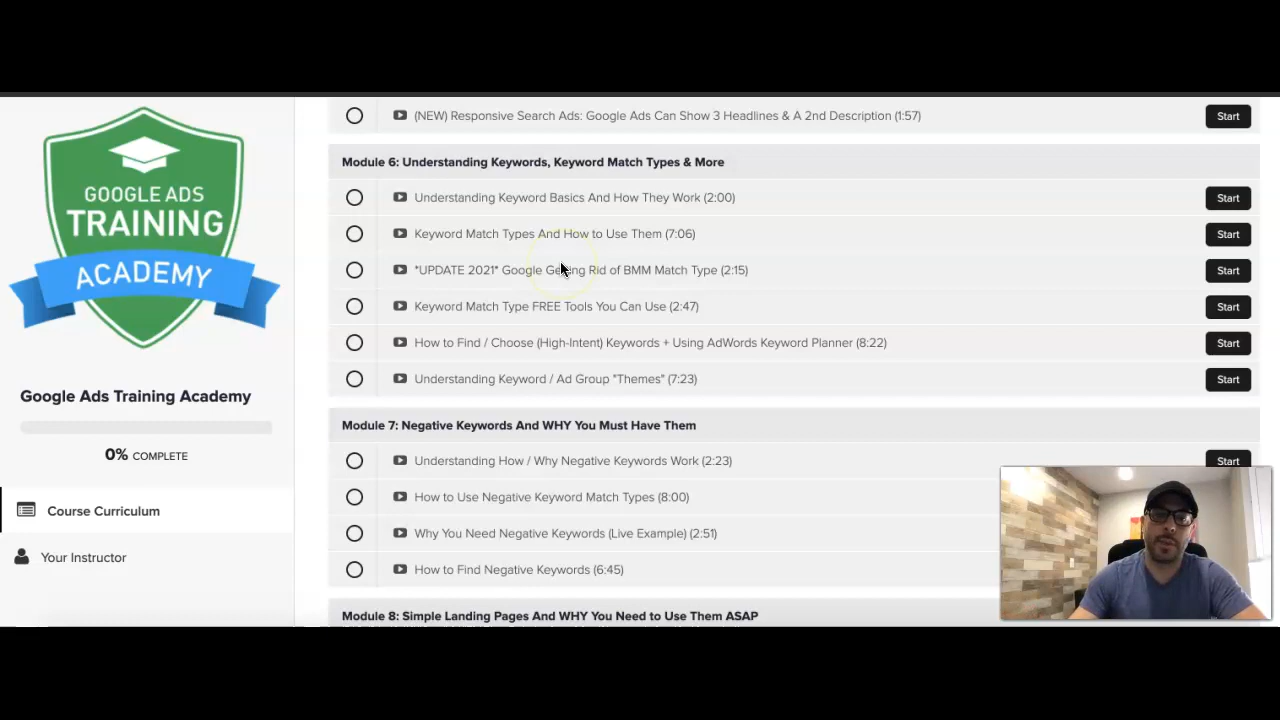 GOOGLE ADS
TRAINING
ACADEMY
Google Ads Training Academy
0% COMPLETE
Course Curriculum
Your Instructor
(NEW) Responsive Search Ads: Google Ads Can Show 3 Headlines & A 2nd Description (1:57)
Start
Module 6: Understanding Keywords, Keyword Match Types & More
Understanding Keyword Basics And How They Work (2:00)
Start
Keyword Match Types And How to Use Them (7:06)
Start
*UPDATE 2021* Google Getting Rid of BMM Match Type (2:15)
Start
Keyword Match Type FREE Tools You Can Use (2:47)
Start
How to Find / Choose (High-Intent) Keywords + Using AdWords Keyword Planner (8:22)
Start
Understanding Keyword / Ad Group "Themes" (7:23)
Start
Module 7: Negative Keywords And WHY You Must Have Them
Understanding How / Why Negative Keywords Work (2:23)
Start
How to Use Negative Keyword Match Types (8:00)
Why You Need Negative Keywords (Live Example) (2:51)
How to Find Negative Keywords (6:45)
Module 8: Simple Landing Pages And WHY You Need to Use Them ASAP